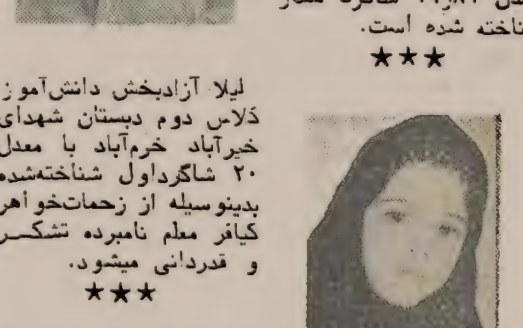 شناخته شده است.
★★★
لیلا آزادبخش دانش‌آموز
کلاس دوم دبستان شهدای
خیرآباد خرم‌آباد با معدل
۲۰ شاگرداول شناخته‌شده
بدینوسیله از زحمات‌خواهر
کیافر معلم نامبرده تشکر
و قدردانی میشود.
★★★